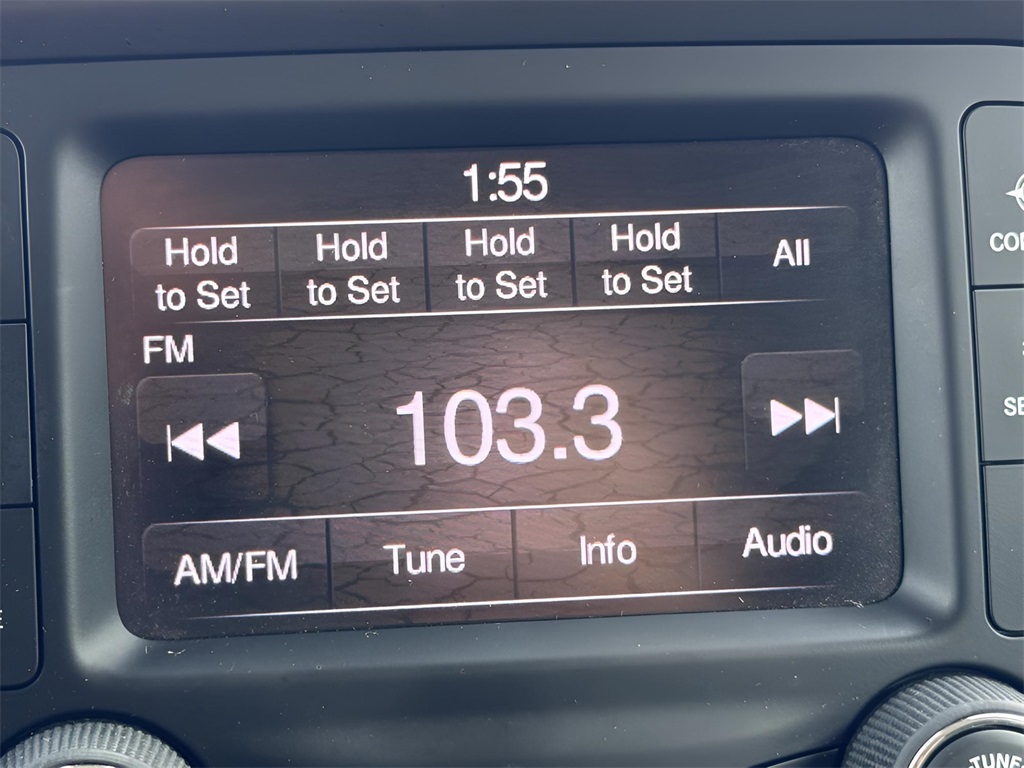 1:55
Hold Hold Hold Hold All
to Set to Set to Set to Set
FM
103.3
AM/FM Tune Info Audio
TUNE